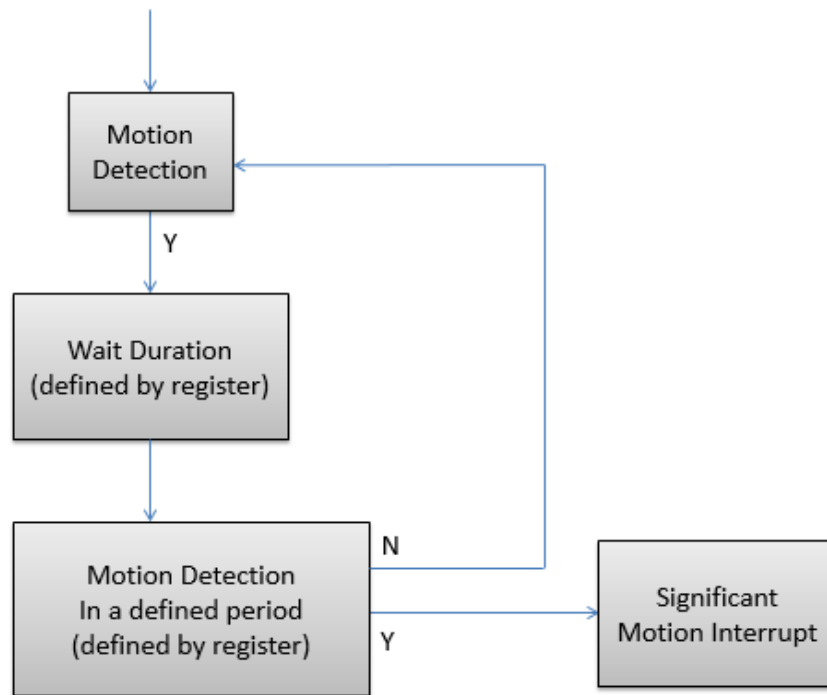 Motion
Detection
Y
Wait Duration
(defined by register)
Motion Detection
In a defined period
(defined by register)
N
Y
Significant
Motion Interrupt